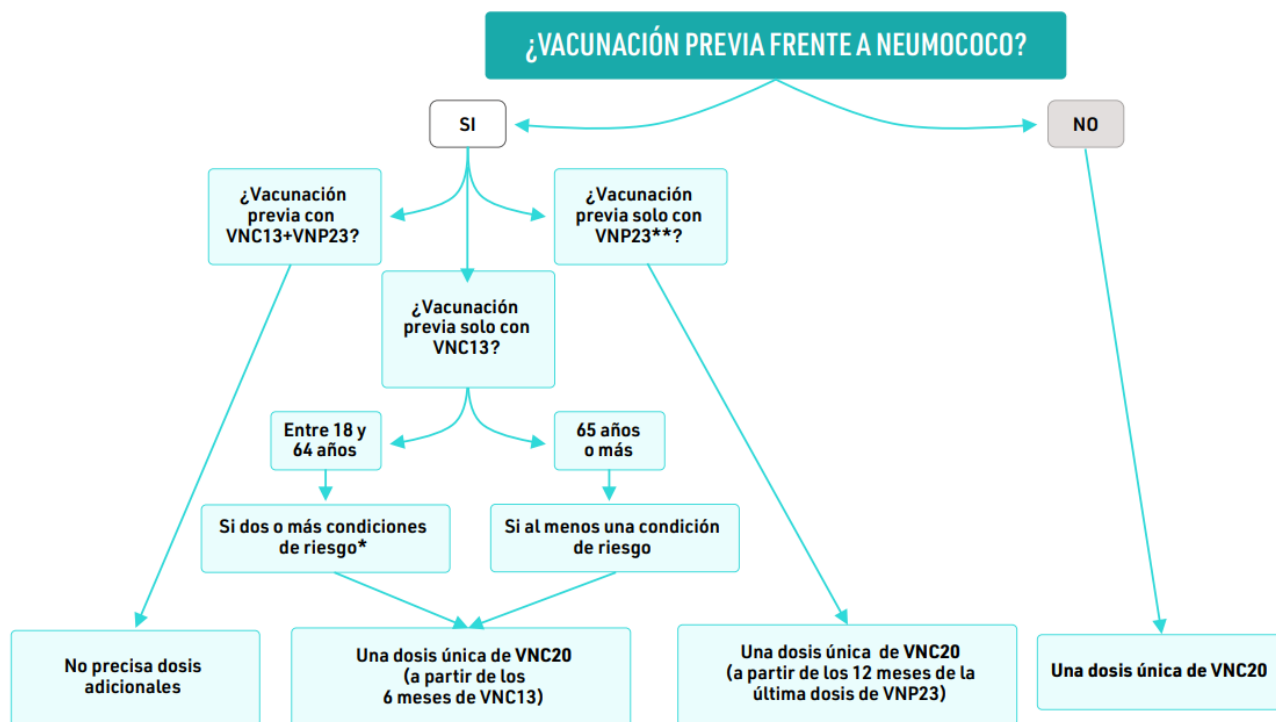 ¿VACUNACIÓN PREVIA FRENTE A NEUMOCOCO?
SI
NO
¿Vacunación
previa con
VNC13+VNP23?
¿Vacunación
previa solo con
VNP23**?
¿Vacunación
previa solo con
VNC13?
Entre 18 y
64 años
65 años
o más
Si dos o más condiciones
de riesgo*
Si al menos una condición
de riesgo
No precisa dosis
adicionales
Una dosis única de VNC20
(a partir de los
6 meses de VNC13)
Una dosis única de VNC20
(a partir de los 12 meses de la
última dosis de VNP23)
Una dosis única de VNC20